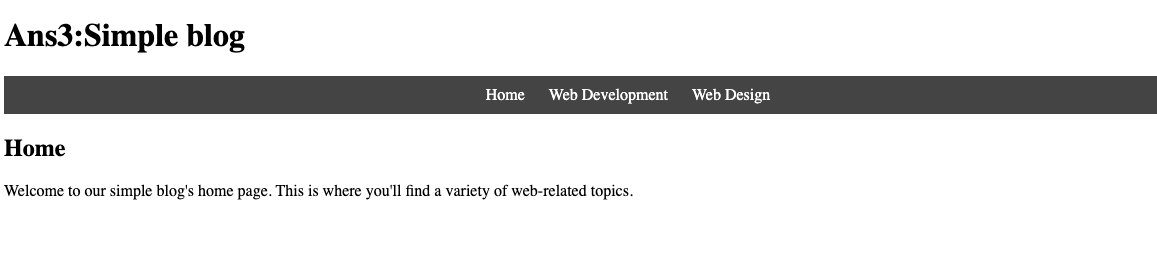 Ans3:Simple blog
Home Web Development Web Design
Home
Welcome to our simple blog's home page. This is where you'll find a variety of web-related topics.